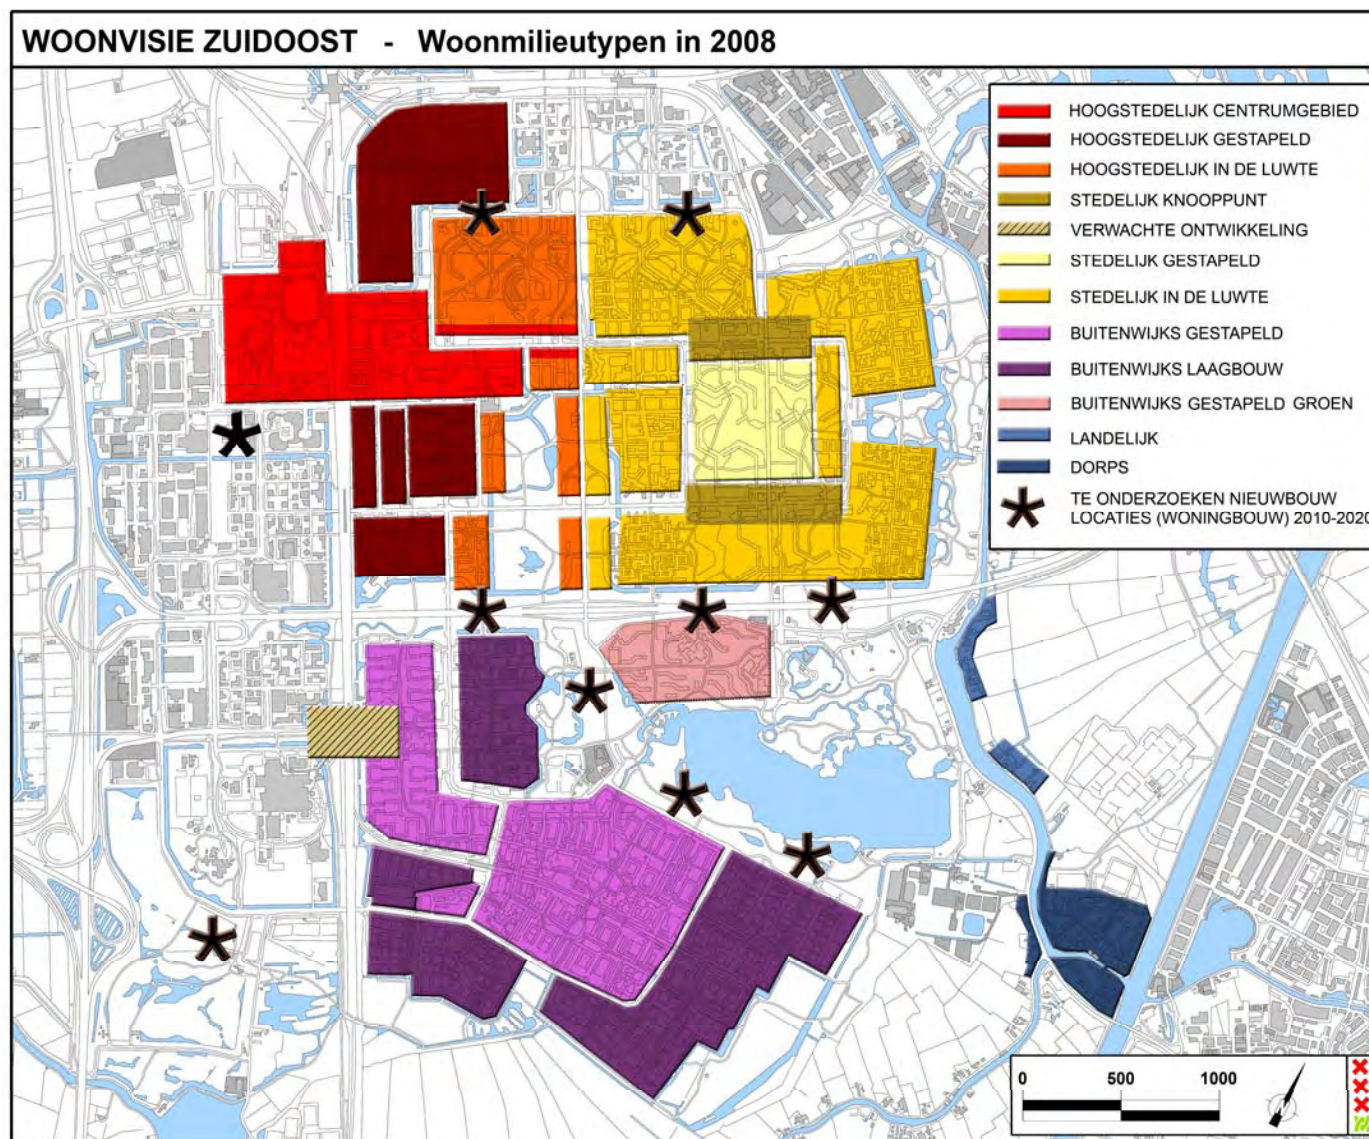 WOONVISIE ZUIDOOST - Woonmilieutypen in 2008
HOOGSTEDELIJK CENTRUMGEBIED
HOOGSTEDELIJK GESTAPELD
HOOGSTEDELIJK IN DE LUWTE
STEDELIJK KNOOPPUNT
VERWACHTE ONTWIKKELING
STEDELIJK GESTAPELD
STEDELIJK IN DE LUWTE
BUITENWIJKS GESTAPELD
BUITENWIJKS LAAGBOUW
BUITENWIJKS GESTAPELD GROEN
LANDELIJK
DORPS
TE ONDERZOEKEN NIEUWBOUW
LOCATIES (WONINGBOUW) 2010-2020
0 500 1000